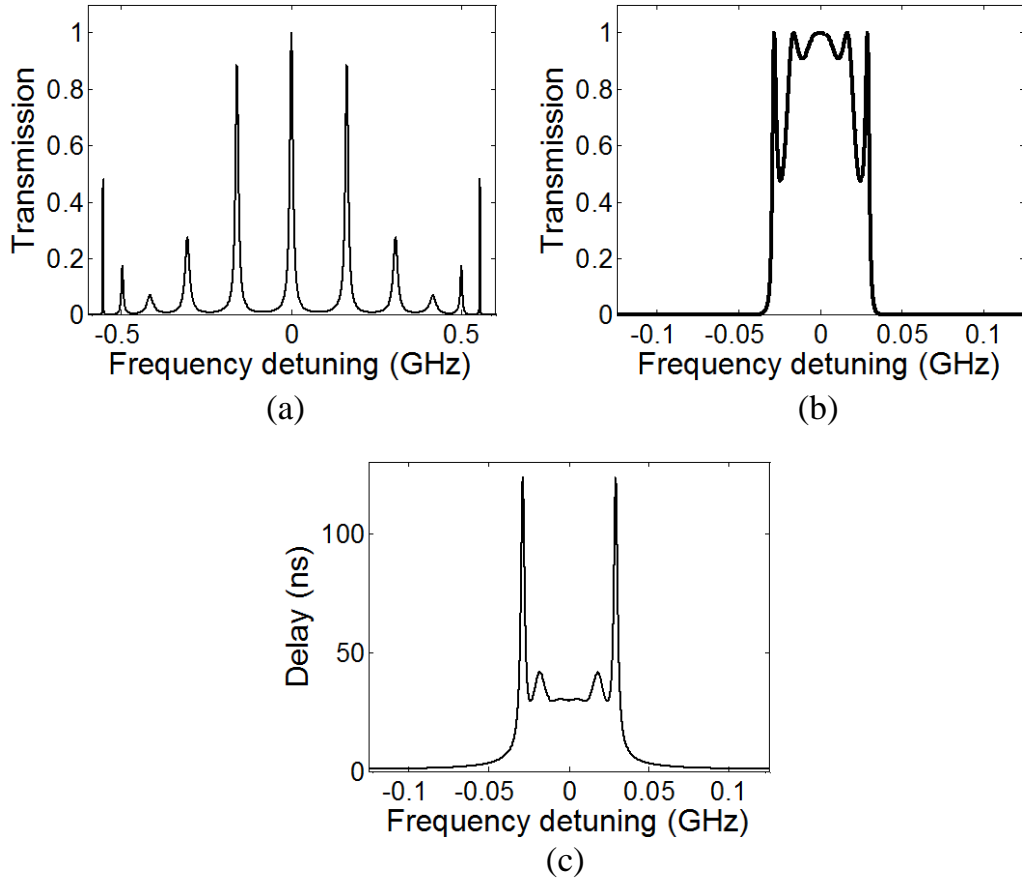 1
0.8
0.6
0.4
0.2
0
Transmission
-0.5 0 0.5
Frequency detuning (GHz)
(a)
1
0.8
0.6
0.4
0.2
0
Transmission
-0.1 -0.05 0 0.05 0.1
Frequency detuning (GHz)
(b)
100
50
0
Delay (ns)
-0.1 -0.05 0 0.05 0.1
Frequency detuning (GHz)
(c)